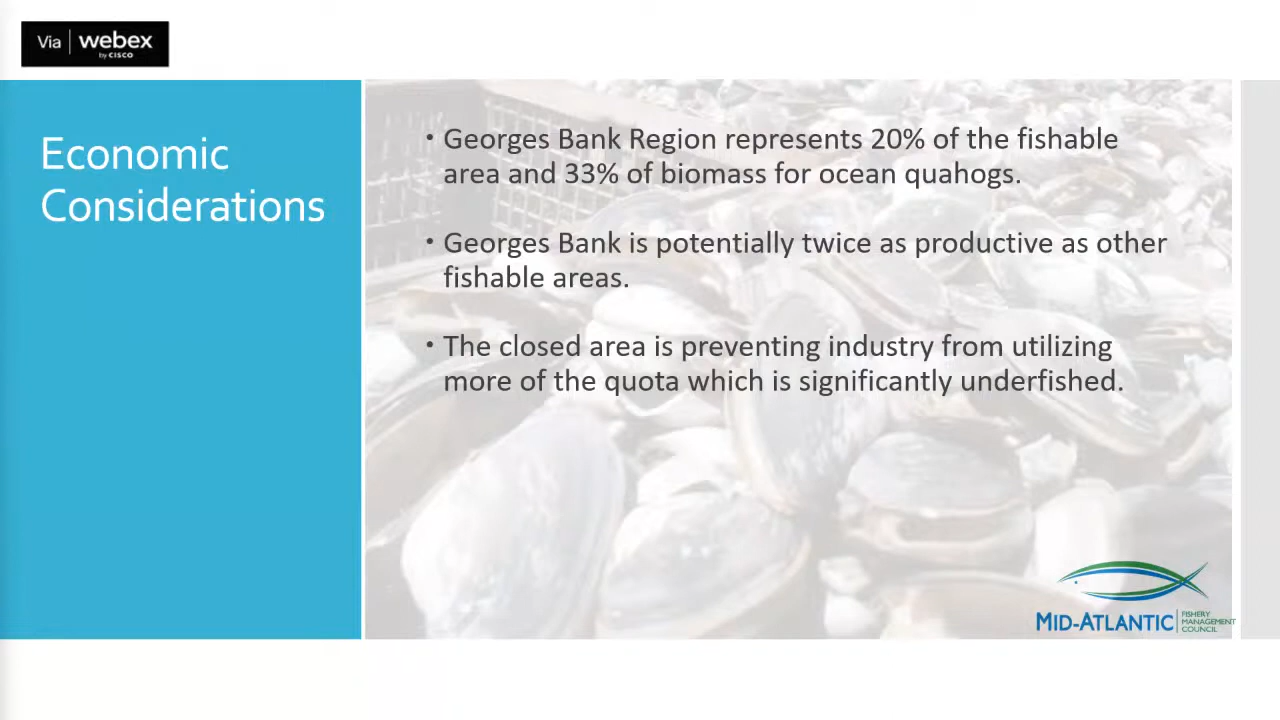 Via webex
by CISCO
Economic
Considerations
• Georges Bank Region represents 20% of the fishable
area and 33% of biomass for ocean quahogs.
• Georges Bank is potentially twice as productive as other
fishable areas.
• The closed area is preventing industry from utilizing
more of the quota which is significantly underfished.
MID-ATLANTIC
FISHERY
MANAGEMENT
COUNCIL